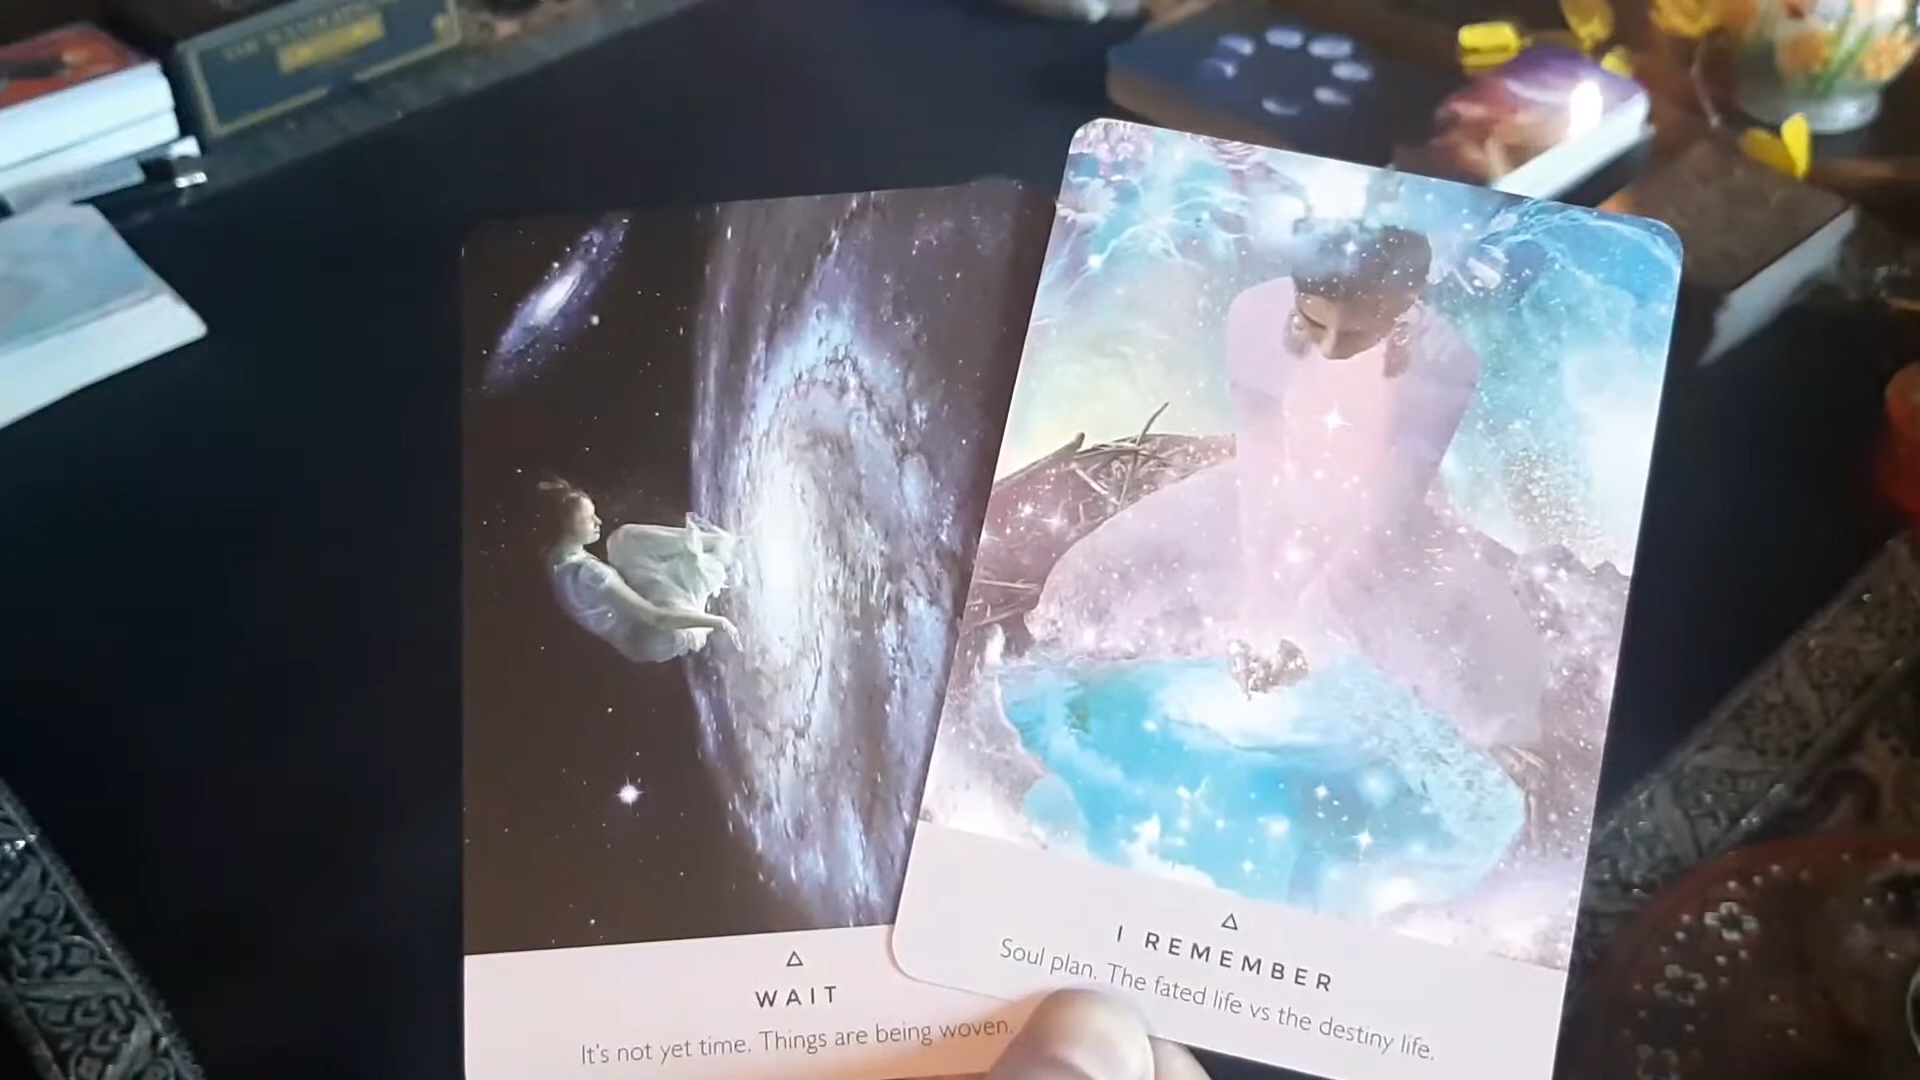 WAIT
It's not yet time. Things are being woven.
I REMEMBER
Soul plan. The fated life vs the destiny life.